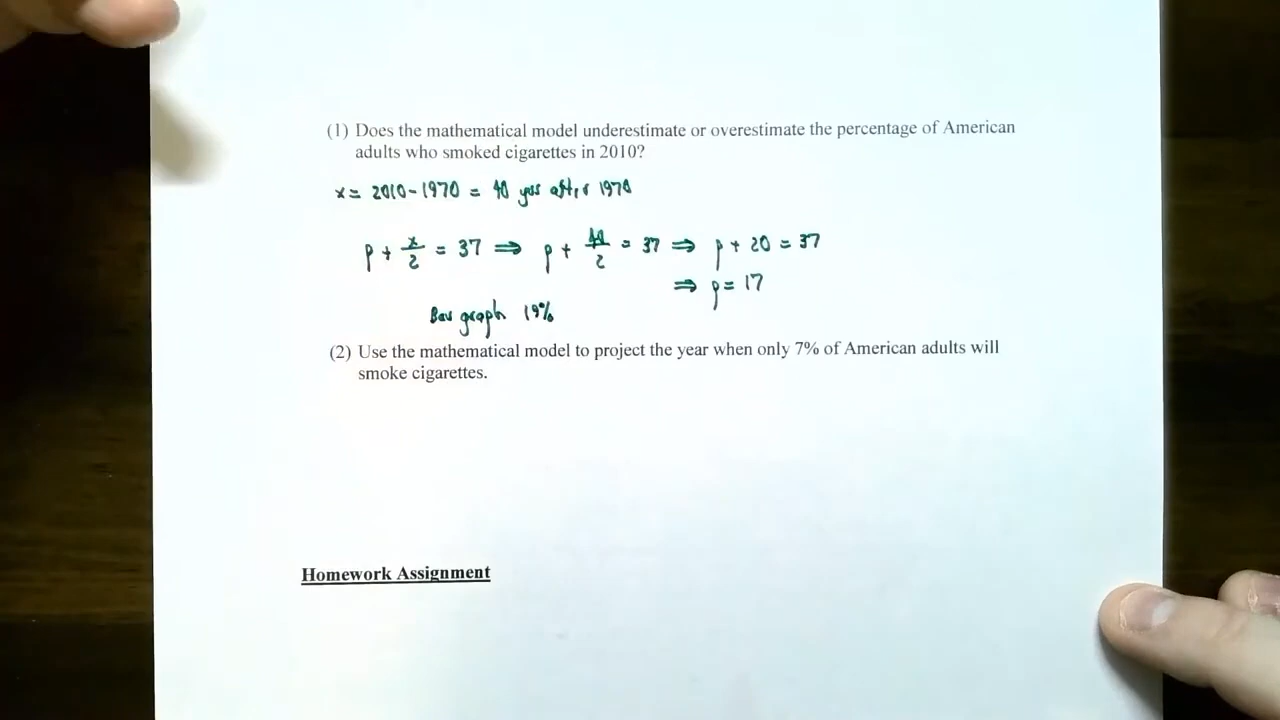 (1) Does the mathematical model underestimate or overestimate the percentage of American
adults who smoked cigarettes in 2010?
x = 2010 - 1970 = 40 yrs after 1970
p + x/2 = 37 ⇒ p + 40/2 = 37 ⇒ p + 20 = 37
⇒ p = 17
Bar graph 19%
(2) Use the mathematical model to project the year when only 7% of American adults will
smoke cigarettes.
Homework Assignment